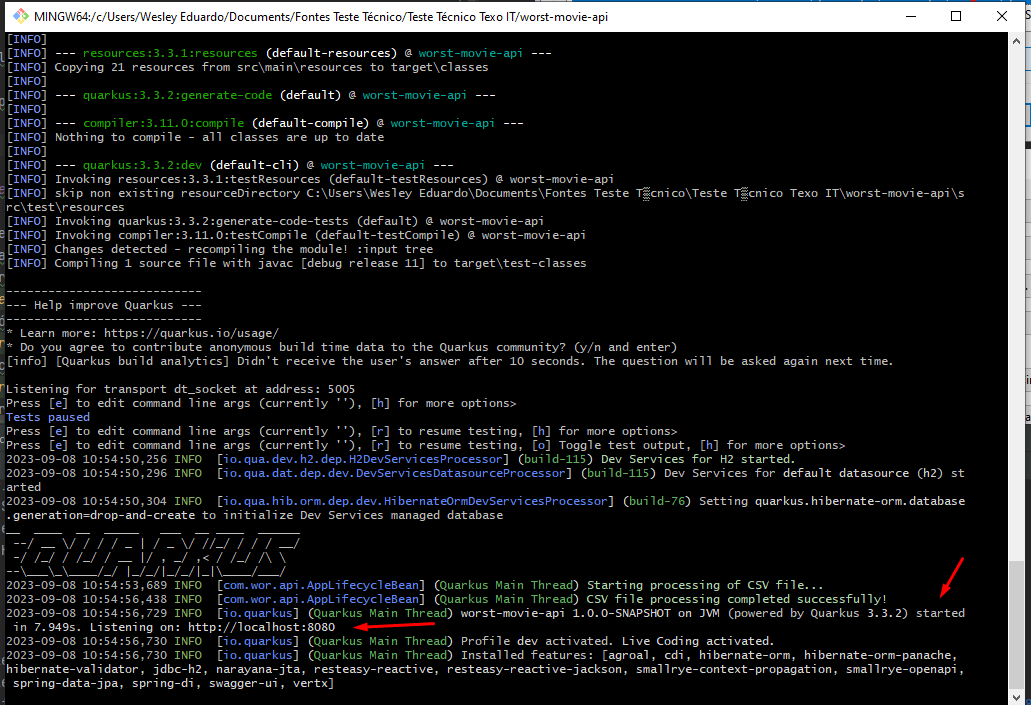 MINGW64:/c/Users/Wesley Eduardo/Documents/Fontes Teste Técnico/Teste Técnico Texo IT/worst-movie-api
[INFO]
[INFO] --- resources:3.3.1:resources (default-resources) @ worst-movie-api ---
[INFO] Copying 21 resources from src\main\resources to target\classes
[INFO]
[INFO] --- quarkus:3.3.2:generate-code (default) @ worst-movie-api ---
[INFO]
[INFO] --- compiler:3.11.0:compile (default-compile) @ worst-movie-api ---
[INFO] Nothing to compile - all classes are up to date
[INFO]
[INFO] --- quarkus:3.3.2:dev (default-cli) @ worst-movie-api ---
[INFO] Invoking resources:3.3.1:testResources (default-testResources) @ worst-movie-api
[INFO] skip non existing resourceDirectory C:\Users\Wesley Eduardo\Documents\Fontes Teste T▒cnico\Teste T▒cnico Texo IT\worst-movie-api\s
rc\test\resources
[INFO] Invoking quarkus:3.3.2:generate-code-tests (default) @ worst-movie-api
[INFO] Invoking compiler:3.11.0:testCompile (default-testCompile) @ worst-movie-api
[INFO] Changes detected - recompiling the module! :input tree
[INFO] Compiling 1 source file with javac [debug release 11] to target\test-classes
----------------------------
--- Help improve Quarkus ---
----------------------------
* Learn more: https://quarkus.io/usage/
* Do you agree to contribute anonymous build time data to the Quarkus community? (y/n and enter)
[info] [Quarkus build analytics] Didn't receive the user's answer after 10 seconds. The question will be asked again next time.
Listening for transport dt_socket at address: 5005
Press [e] to edit command line args (currently ''), [h] for more options>
Tests paused
Press [e] to edit command line args (currently ''), [r] to resume testing, [h] for more options>
Press [e] to edit command line args (currently ''), [r] to resume testing, [o] Toggle test output, [h] for more options>
2023-09-08 10:54:50,256 INFO  [io.qua.dev.h2.dep.H2DevServicesProcessor] (build-115) Dev Services for H2 started.
2023-09-08 10:54:50,296 INFO  [io.qua.dat.dep.dev.DevServicesDatasourceProcessor] (build-115) Dev Services for default datasource (h2) st
arted
2023-09-08 10:54:50,304 INFO  [io.qua.hib.orm.dep.dev.HibernateOrmDevServicesProcessor] (build-76) Setting quarkus.hibernate-orm.database
.generation=drop-and-create to initialize Dev Services managed database
__  ____  __  _____   ___  __ ____  ______
 --/ __ \/ / / / _ | / _ \/ //_/ / / / __/
 -/ /_/ / /_/ / __ |/ , _/ ,< / /_/ /\ \
--\___\_\____/_/ |_/_/|_/_/|_|\____/___/
2023-09-08 10:54:53,689 INFO  [com.wor.api.AppLifecycleBean] (Quarkus Main Thread) Starting processing of CSV file...
2023-09-08 10:54:56,438 INFO  [com.wor.api.AppLifecycleBean] (Quarkus Main Thread) CSV file processing completed successfully!
2023-09-08 10:54:56,729 INFO  [io.quarkus] (Quarkus Main Thread) worst-movie-api 1.0.0-SNAPSHOT on JVM (powered by Quarkus 3.3.2) started
in 7.949s. Listening on: http://localhost:8080
2023-09-08 10:54:56,730 INFO  [io.quarkus] (Quarkus Main Thread) Profile dev activated. Live Coding activated.
2023-09-08 10:54:56,730 INFO  [io.quarkus] (Quarkus Main Thread) Installed features: [agroal, cdi, hibernate-orm, hibernate-orm-panache,
hibernate-validator, jdbc-h2, narayana-jta, resteasy-reactive, resteasy-reactive-jackson, smallrye-context-propagation, smallrye-openapi,
spring-data-jpa, spring-di, swagger-ui, vertx]